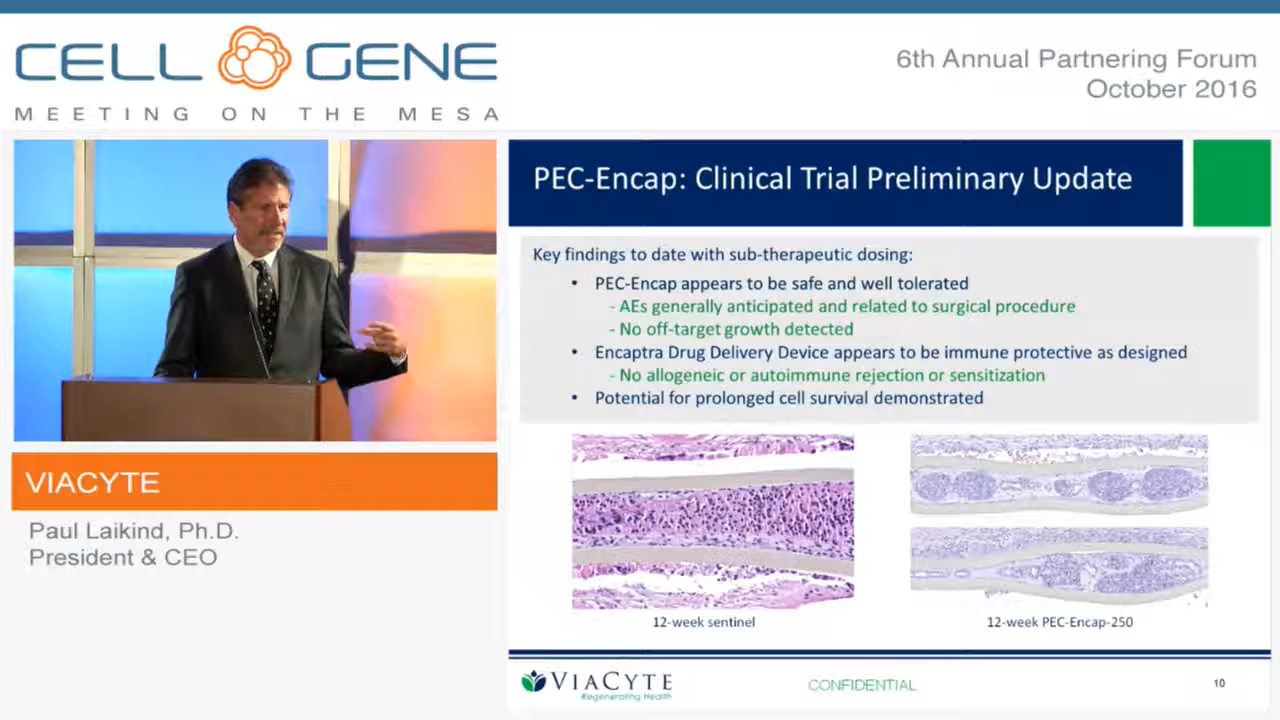 CELL GENE
MEETING ON THE MESA
6th Annual Partnering Forum
October 2016
VIACYTE
Paul Laikind, Ph.D.
President & CEO
PEC-Encap: Clinical Trial Preliminary Update
Key findings to date with sub-therapeutic dosing:
• PEC-Encap appears to be safe and well tolerated
- AEs generally anticipated and related to surgical procedure
- No off-target growth detected
• Encaptra Drug Delivery Device appears to be immune protective as designed
- No allogeneic or autoimmune rejection or sensitization
• Potential for prolonged cell survival demonstrated
12-week sentinel
12-week PEC-Encap-250
VIACYTE
Regenerating Health
CONFIDENTIAL
10